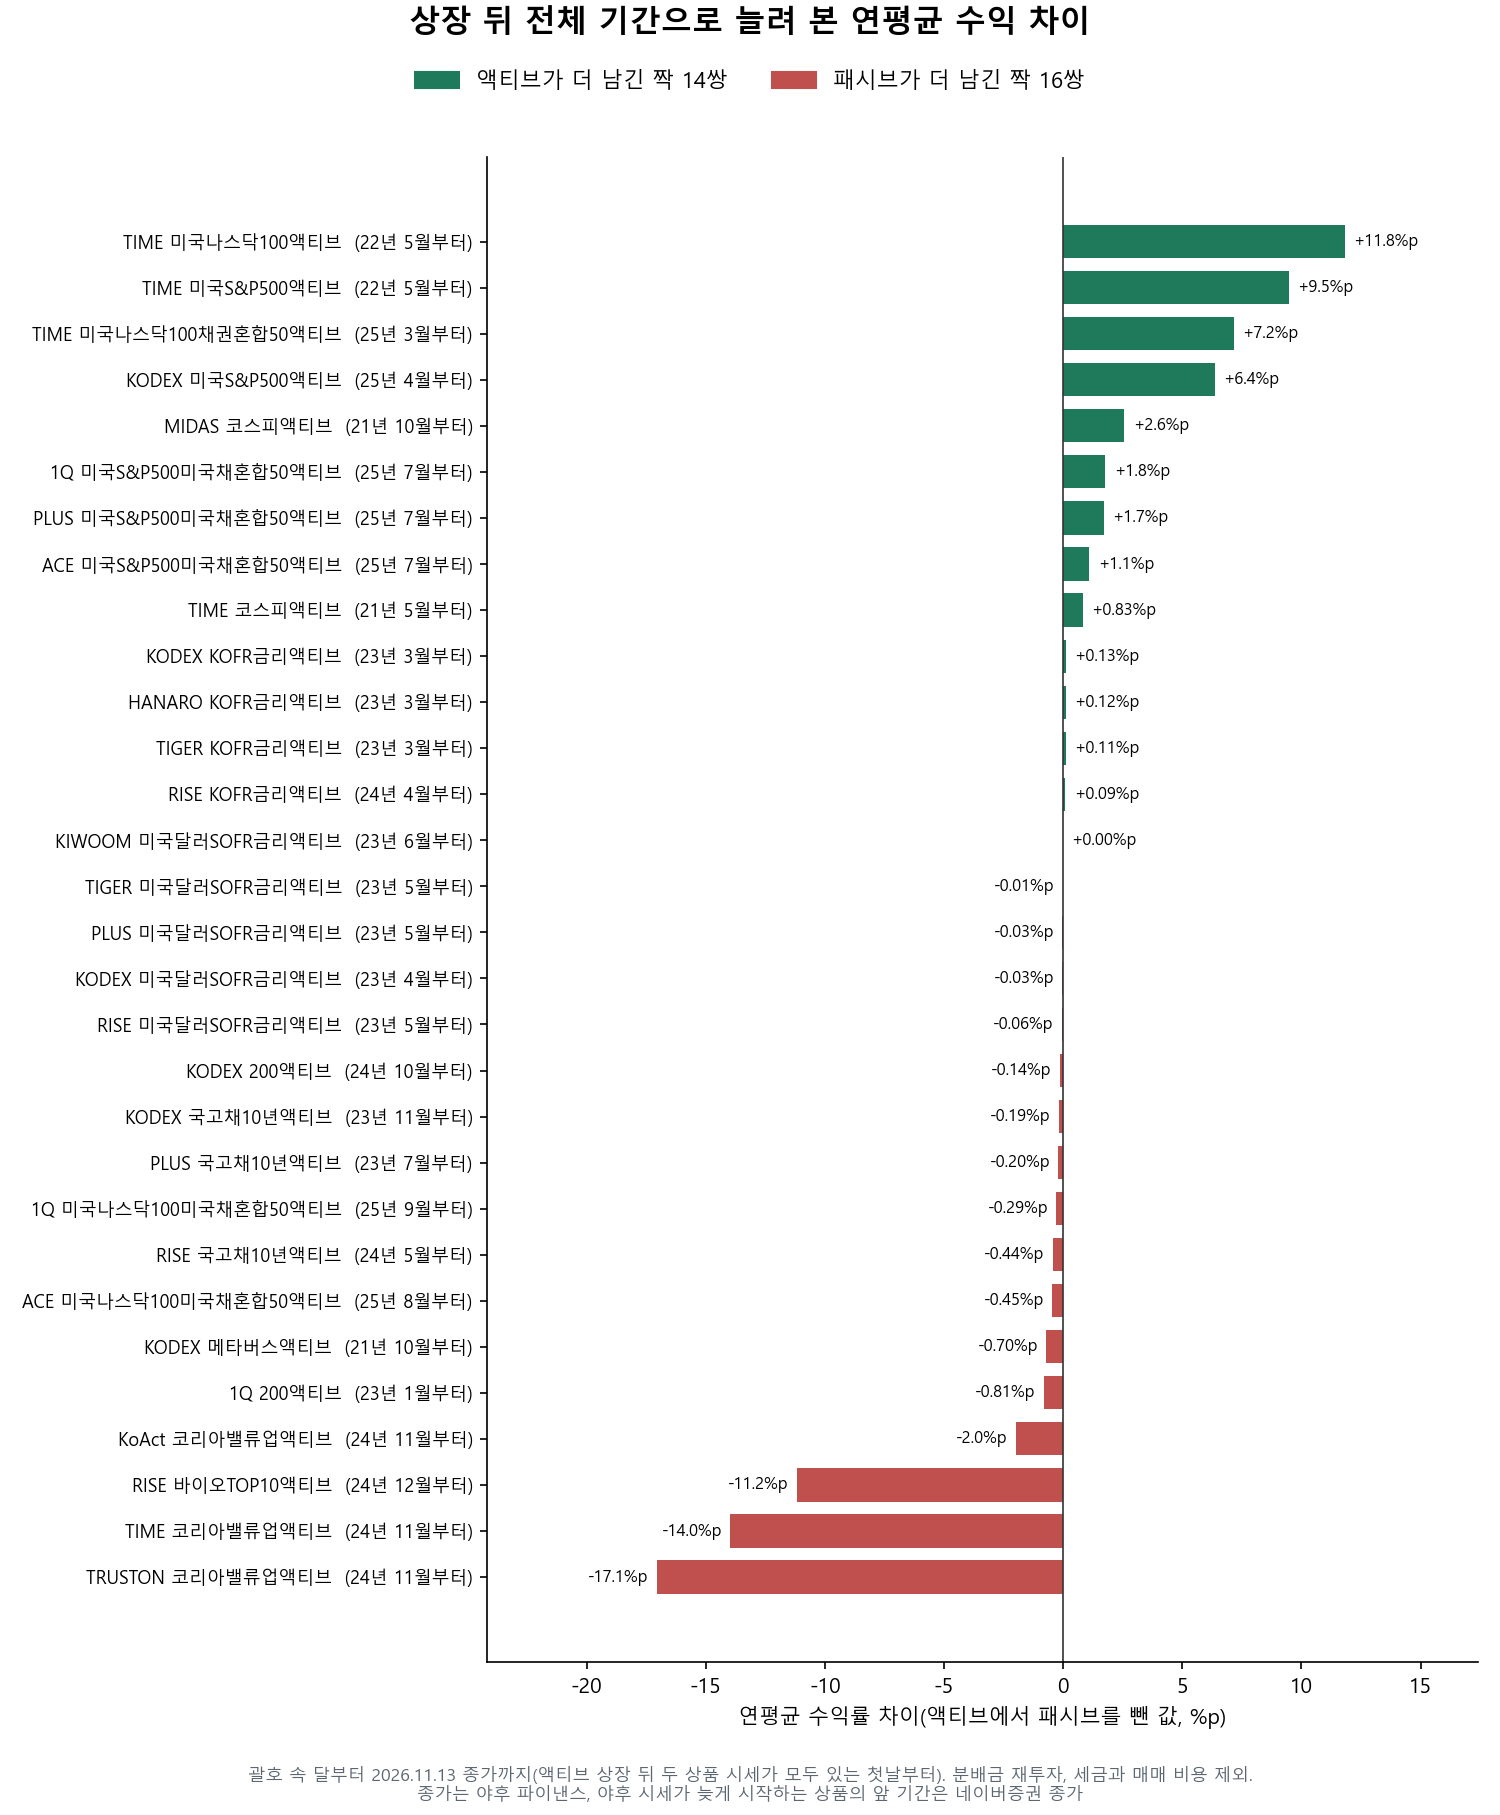 상장 뒤 전체 기간으로 늘려 본 연평균 수익 차이
액티브가 더 남긴 짝 14쌍 패시브가 더 남긴 짝 16쌍
TIME 미국나스닥100액티브 (22년 5월부터) +11.8%p
TIME 미국S&P500액티브 (22년 5월부터) +9.5%p
TIME 미국나스닥100채권혼합50액티브 (25년 3월부터) +7.2%p
KODEX 미국S&P500액티브 (25년 4월부터) +6.4%p
MIDAS 코스피액티브 (21년 10월부터) +2.6%p
1Q 미국S&P500미국채혼합50액티브 (25년 7월부터) +1.8%p
PLUS 미국S&P500미국채혼합50액티브 (25년 7월부터) +1.7%p
ACE 미국S&P500미국채혼합50액티브 (25년 7월부터) +1.1%p
TIME 코스피액티브 (21년 5월부터) +0.83%p
KODEX KOFR금리액티브 (23년 3월부터) +0.13%p
HANARO KOFR금리액티브 (23년 3월부터) +0.12%p
TIGER KOFR금리액티브 (23년 3월부터) +0.11%p
RISE KOFR금리액티브 (24년 4월부터) +0.09%p
KIWOOM 미국달러SOFR금리액티브 (23년 6월부터) +0.00%p
TIGER 미국달러SOFR금리액티브 (23년 5월부터) -0.01%p
PLUS 미국달러SOFR금리액티브 (23년 5월부터) -0.03%p
KODEX 미국달러SOFR금리액티브 (23년 4월부터) -0.03%p
RISE 미국달러SOFR금리액티브 (23년 5월부터) -0.06%p
KODEX 200액티브 (24년 10월부터) -0.14%p
KODEX 국고채10년액티브 (23년 11월부터) -0.19%p
PLUS 국고채10년액티브 (23년 7월부터) -0.20%p
1Q 미국나스닥100미국채혼합50액티브 (25년 9월부터) -0.29%p
RISE 국고채10년액티브 (24년 5월부터) -0.44%p
ACE 미국나스닥100미국채혼합50액티브 (25년 8월부터) -0.45%p
KODEX 메타버스액티브 (21년 10월부터) -0.70%p
1Q 200액티브 (23년 1월부터) -0.81%p
KoAct 코리아밸류업액티브 (24년 11월부터) -2.0%p
RISE 바이오TOP10액티브 (24년 12월부터) -11.2%p
TIME 코리아밸류업액티브 (24년 11월부터) -14.0%p
TRUSTON 코리아밸류업액티브 (24년 11월부터) -17.1%p
-20 -15 -10 -5 0 5 10 15
연평균 수익률 차이(액티브에서 패시브를 뺀 값, %p)
괄호 속 달부터 2026.11.13 종가까지(액티브 상장 뒤 두 상품 시세가 모두 있는 첫날부터). 분배금 재투자, 세금과 매매 비용 제외.
종가는 야후 파이낸스, 야후 시세가 늦게 시작하는 상품의 앞 기간은 네이버증권 종가